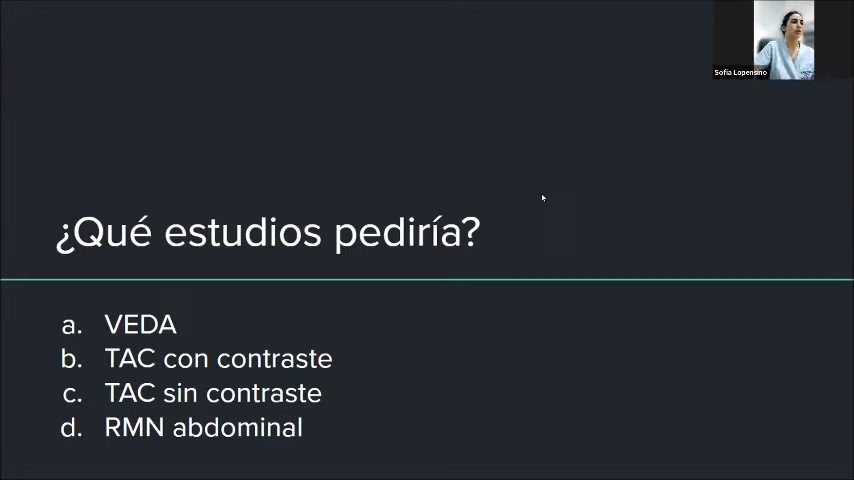 Sofia Lopensino
¿Qué estudios pediría?
a. VEDA
b. TAC con contraste
c. TAC sin contraste
d. RMN abdominal